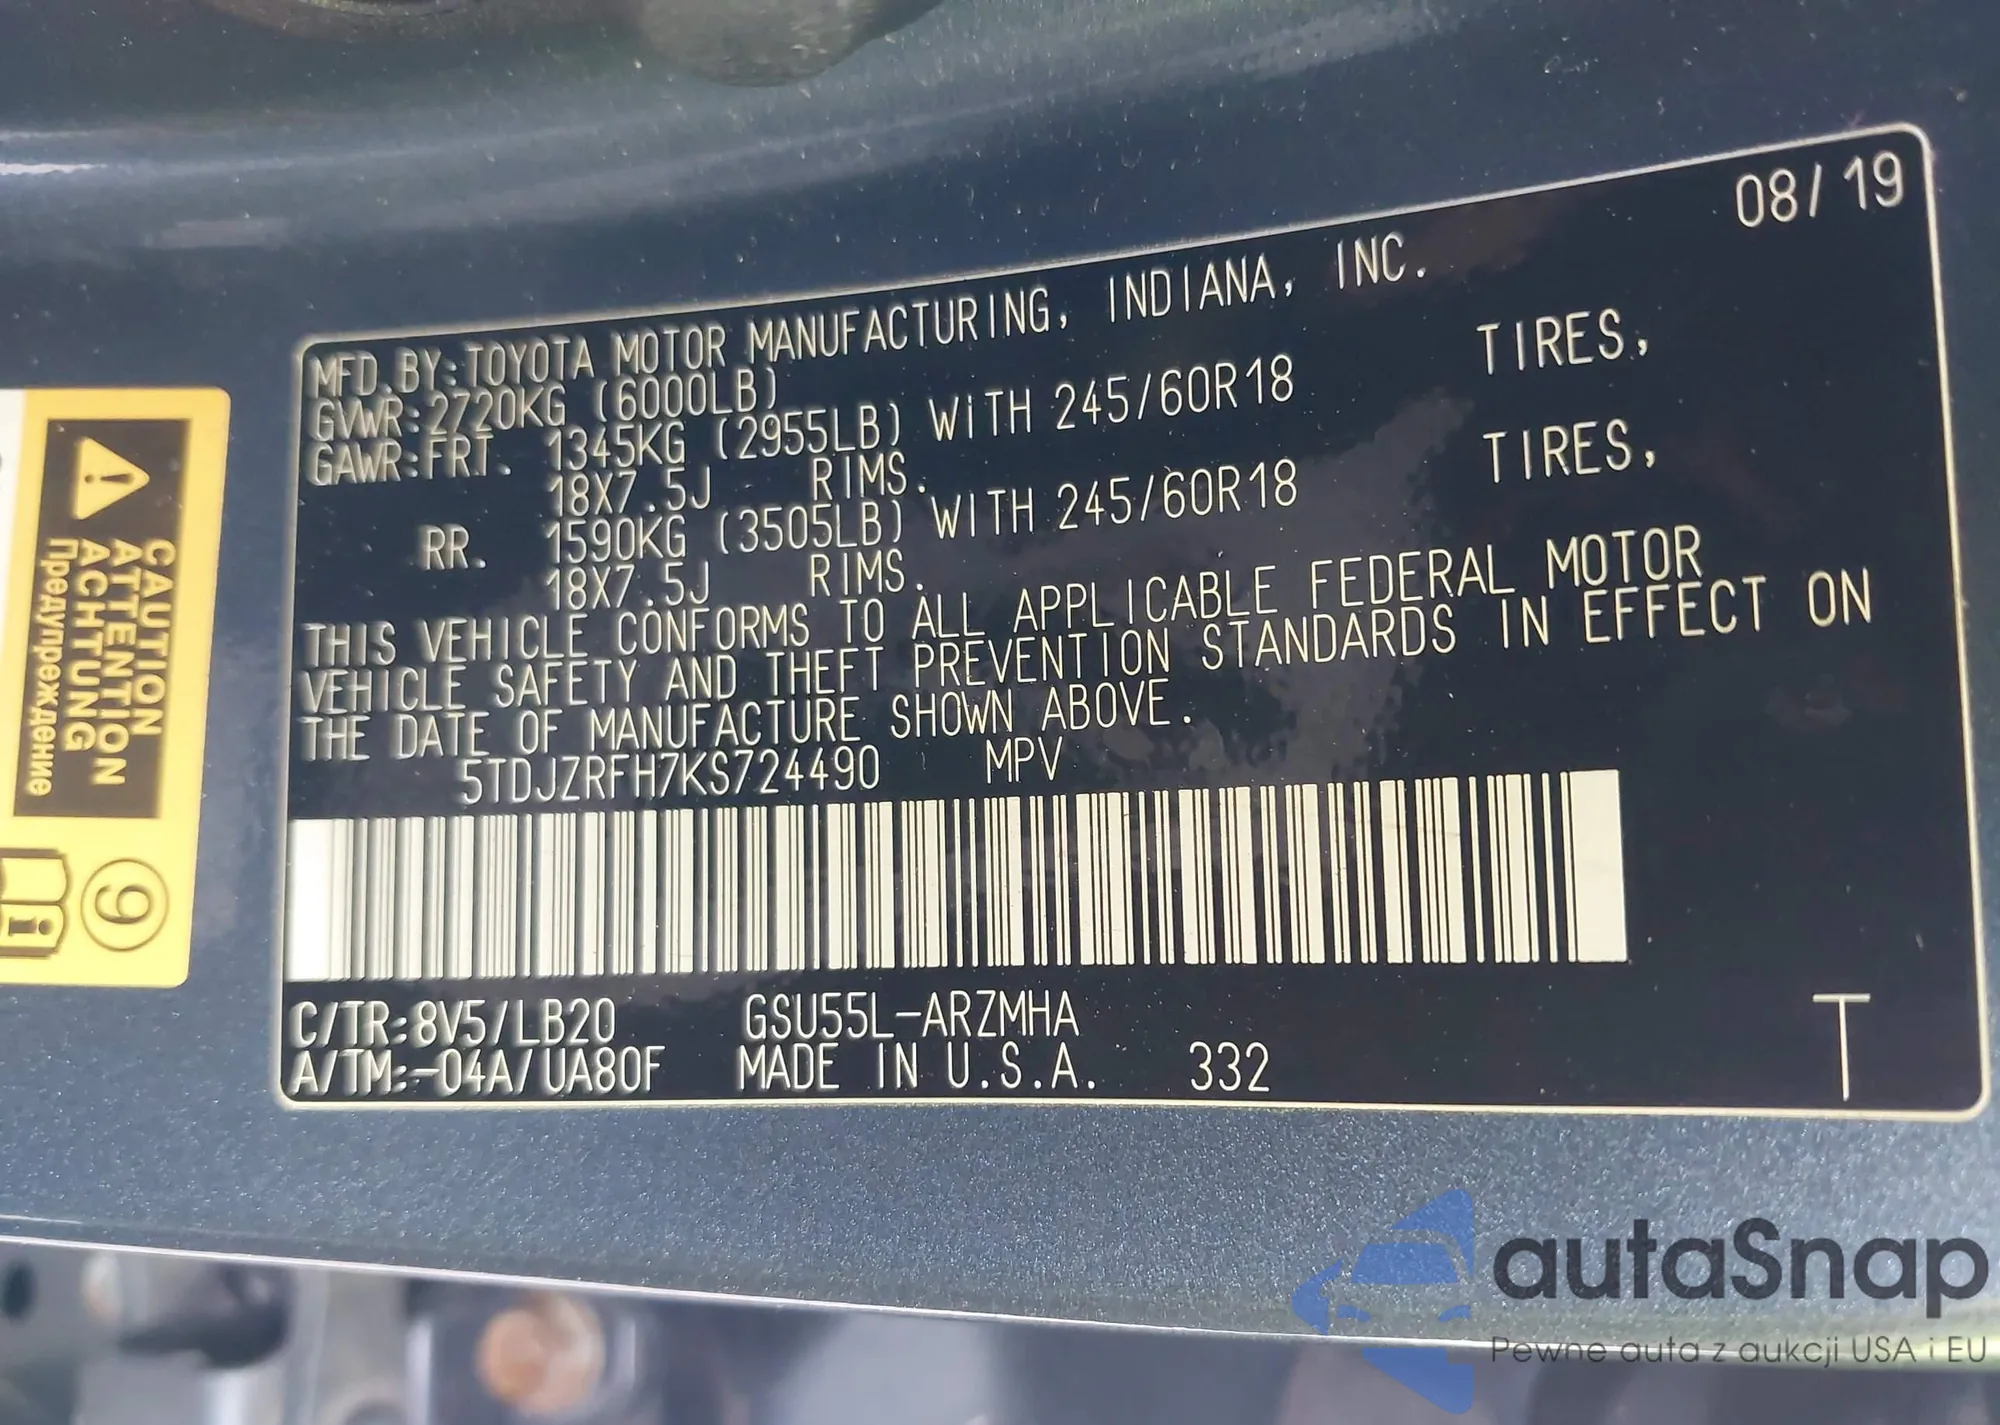 08/19
MFD.BY:TOYOTA MOTOR MANUFACTURING, INDIANA, INC.
GVWR:2720KG (6000LB)
GAWR:FRT. 1345KG (2955LB) WITH 245/60R18 TIRES,
18X7.5J RIMS.
RR. 1590KG (3505LB) WITH 245/60R18 TIRES,
18X7.5J RIMS.
THIS VEHICLE CONFORMS TO ALL APPLICABLE FEDERAL MOTOR
VEHICLE SAFETY AND THEFT PREVENTION STANDARDS IN EFFECT ON
THE DATE OF MANUFACTURE SHOWN ABOVE.
5TDJZRFH7KS724490 MPV
C/TR:8V5/LB20 GSU55L-ARZMHA
A/TM:-04A/UA80F MADE IN U.S.A. 332
T
CAUTION
ATTENTION
ACHTUNG
Предупреждение
9
autaSnap
Pewne auta z aukcji USA i EU